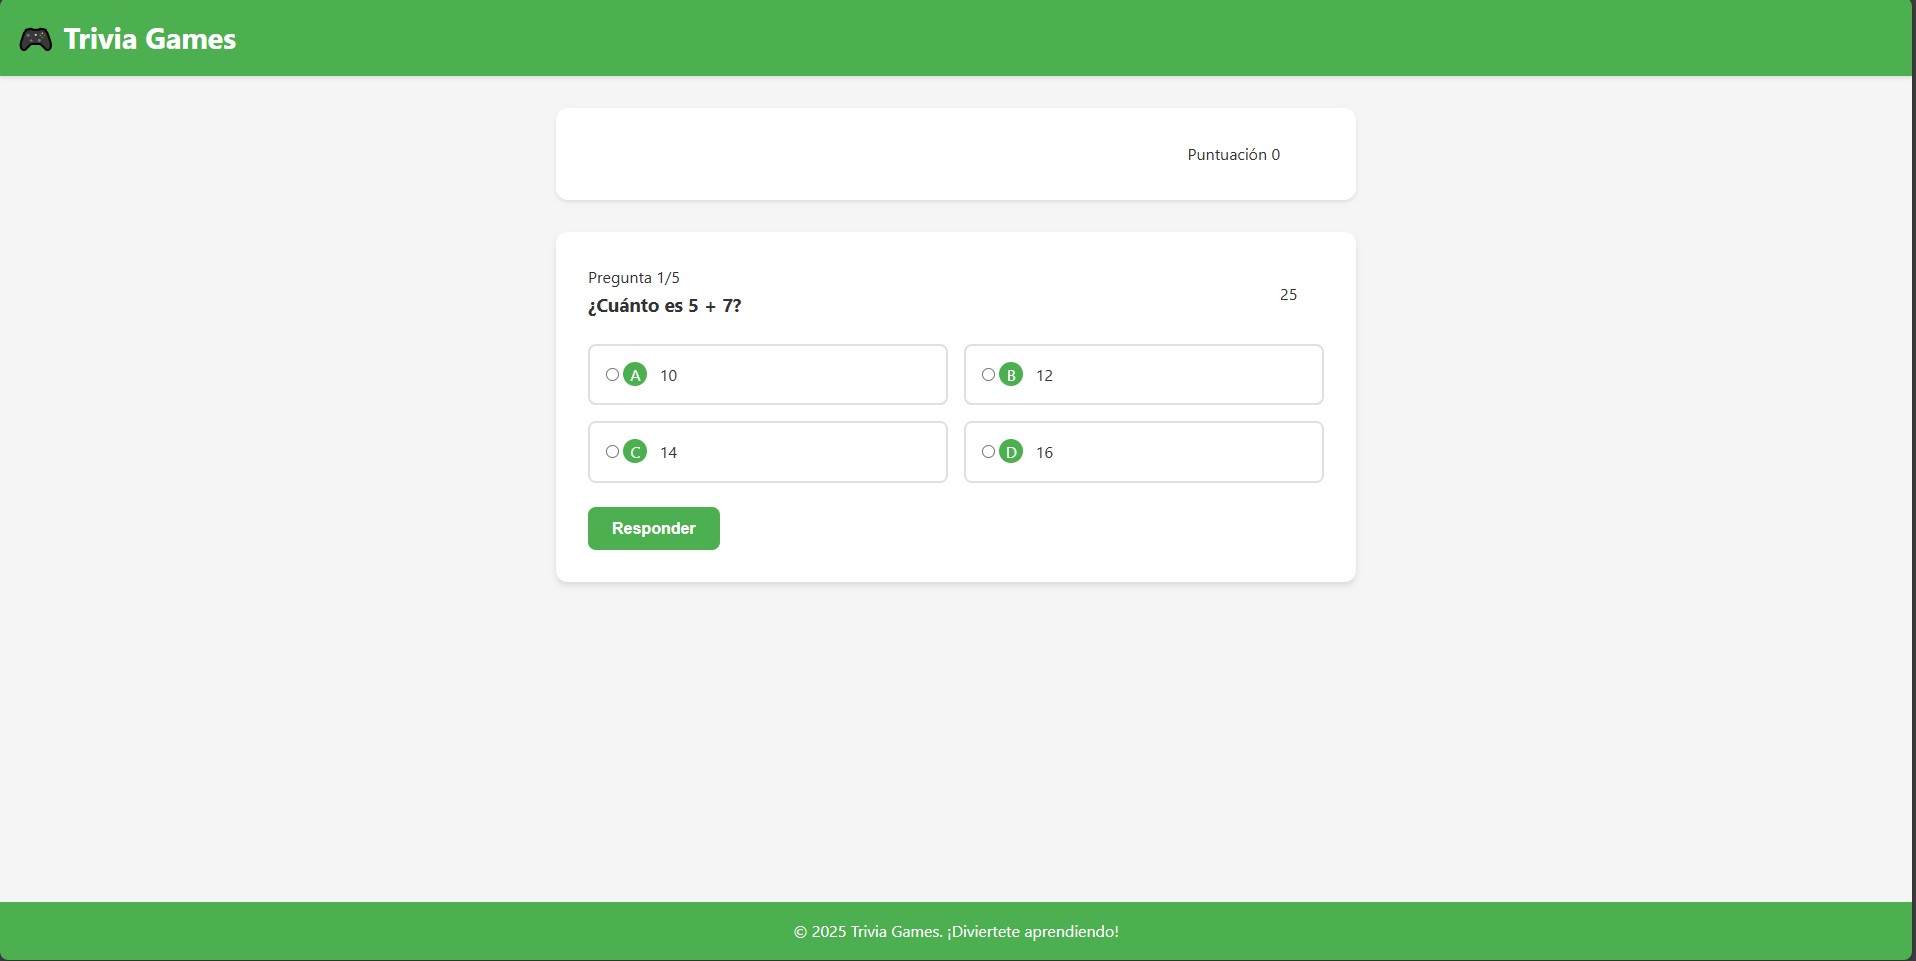 Trivia Games
Puntuación 0
Pregunta 1/5
¿Cuánto es 5 + 7?
25
A 10
B 12
C 14
D 16
Responder
© 2025 Trivia Games. ¡Diviertete aprendiendo!